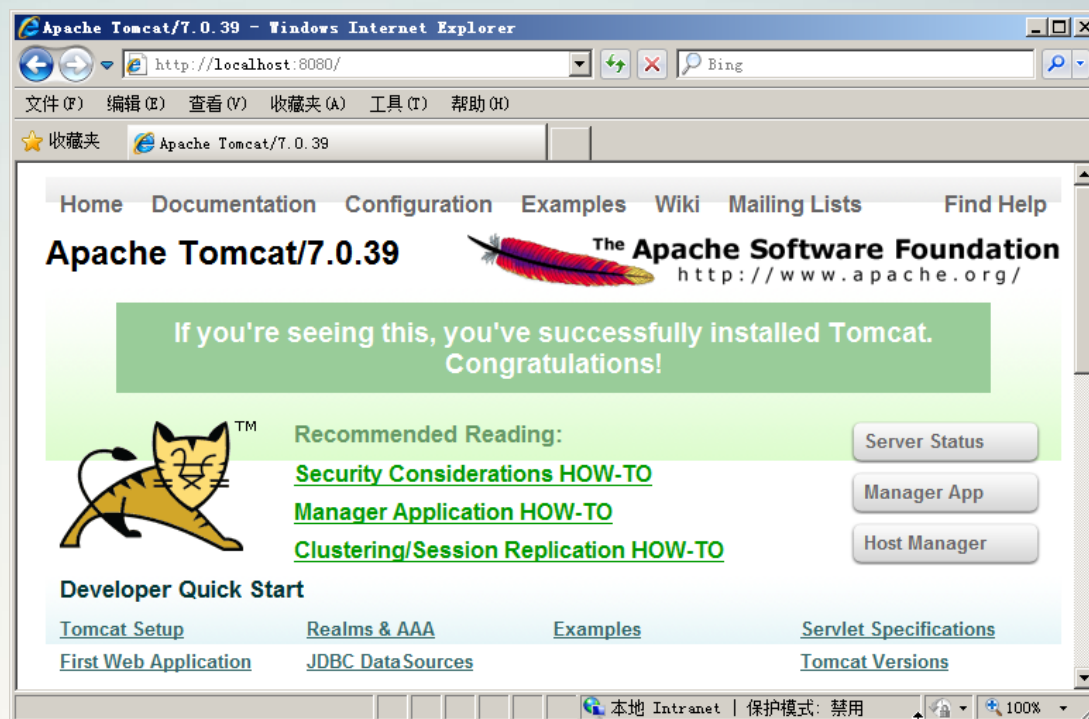 Apache Tomcat/7.0.39 - Windows Internet Explorer
http://localhost:8080/
Bing
文件(F) 编辑(E) 查看(V) 收藏夹(A) 工具(T) 帮助(H)
收藏夹 Apache Tomcat/7.0.39
Home Documentation Configuration Examples Wiki Mailing Lists Find Help
Apache Tomcat/7.0.39
The Apache Software Foundation
http://www.apache.org/
If you're seeing this, you've successfully installed Tomcat.
Congratulations!
TM
Recommended Reading:
Security Considerations HOW-TO
Manager Application HOW-TO
Clustering/Session Replication HOW-TO
Server Status
Manager App
Host Manager
Developer Quick Start
Tomcat Setup Realms & AAA Examples Servlet Specifications
First Web Application JDBC DataSources Tomcat Versions
本地 Intranet | 保护模式: 禁用 100%